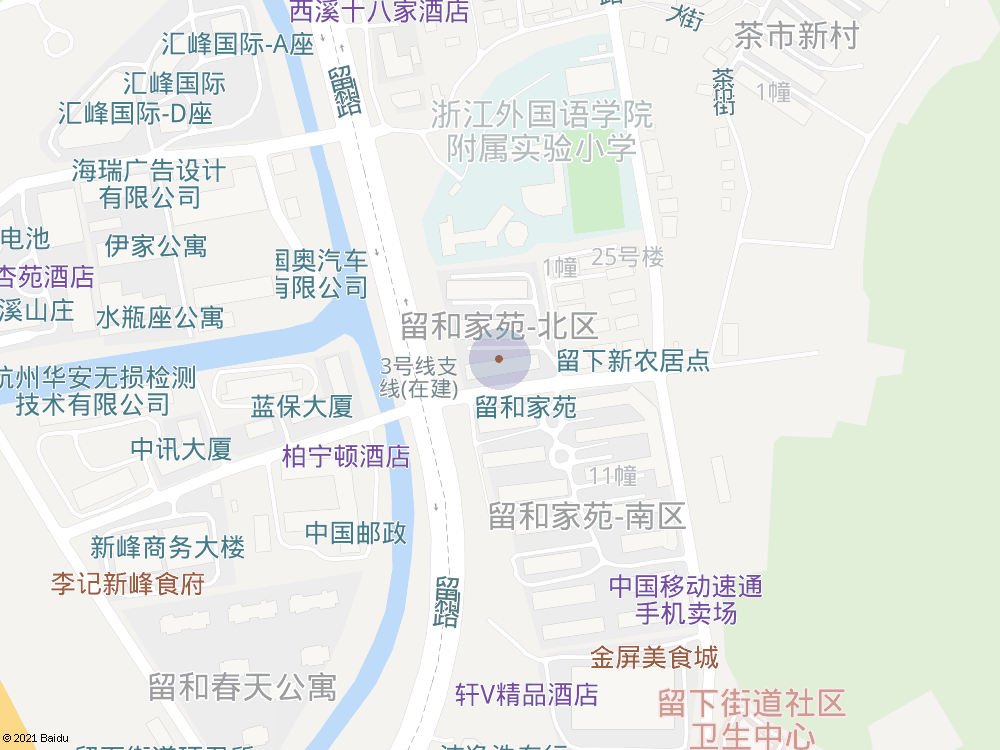 西溪十八家酒店
路
大街
汇峰国际-A座
茶市新村
汇峰国际
留
路
茶市街
1幢
汇峰国际-D座
浙江外国语学院
附属实验小学
海瑞广告设计
有限公司
电池
伊家公寓
国奥汽车
有限公司
1幢
25号楼
杏苑酒店
溪山庄
水瓶座公寓
留和家苑-北区
3号线支
线(在建)
留下新农居点
杭州华安无损检测
技术有限公司
蓝保大厦
留和家苑
中讯大厦
柏宁顿酒店
11幢
留和家苑-南区
中国邮政
新峰商务大楼
李记新峰食府
留
路
中国移动速通
手机卖场
金屏美食城
留和春天公寓
轩V精品酒店
留下街道社区
卫生中心
© 2021 Baidu